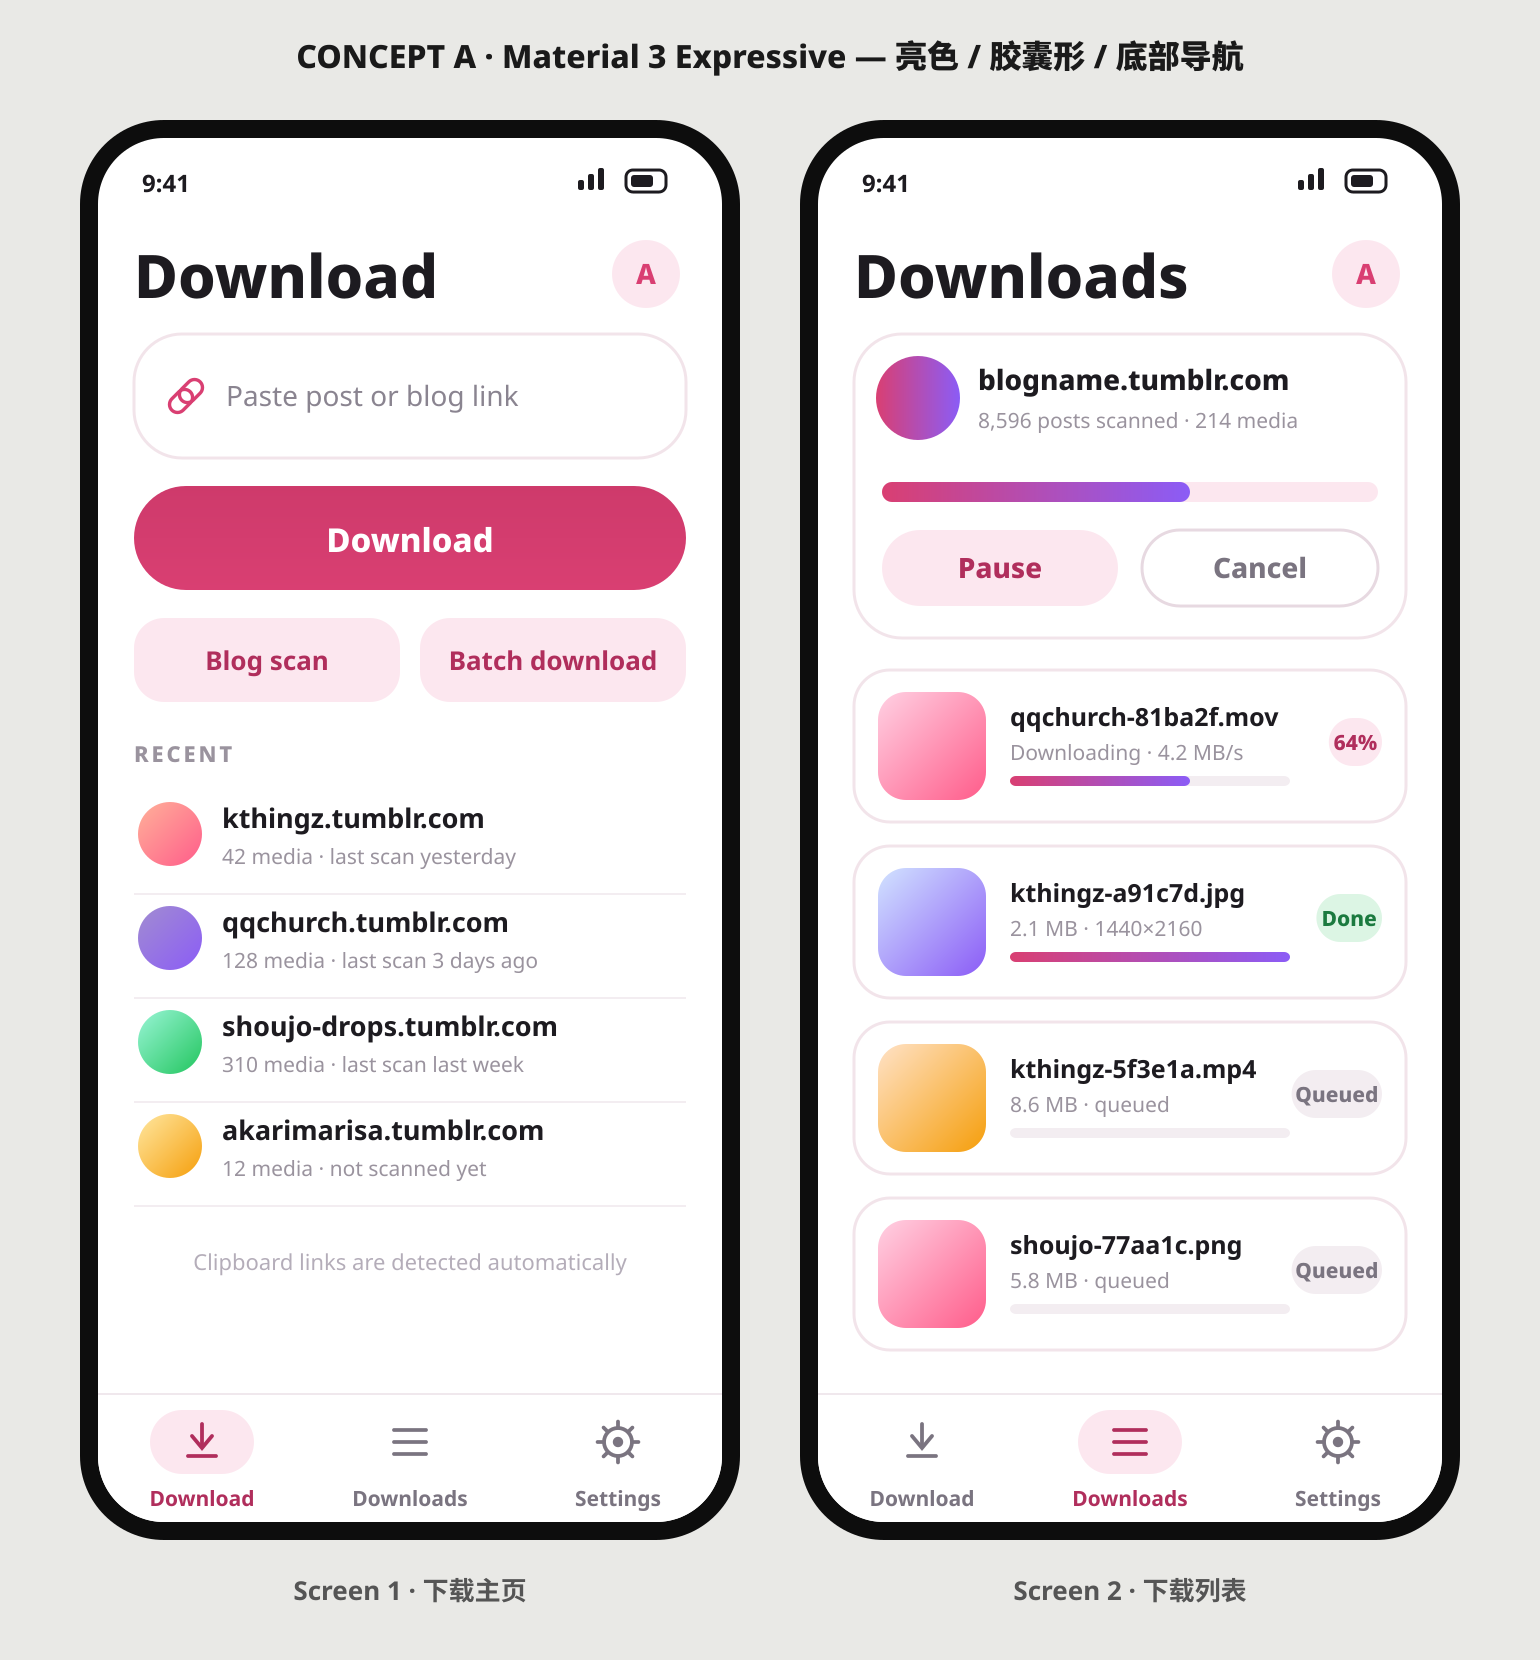 CONCEPT A · Material 3 Expressive — 亮色 / 胶囊形 / 底部导航
9:41
Download
A
Paste post or blog link
Download
Blog scan
Batch download
RECENT
kthingz.tumblr.com
42 media · last scan yesterday
qqchurch.tumblr.com
128 media · last scan 3 days ago
shoujo-drops.tumblr.com
310 media · last scan last week
akarimarisa.tumblr.com
12 media · not scanned yet
Clipboard links are detected automatically
Download
Downloads
Settings
Screen 1 · 下载主页
9:41
Downloads
A
blogname.tumblr.com
8,596 posts scanned · 214 media
Pause
Cancel
qqchurch-81ba2f.mov
Downloading · 4.2 MB/s
64%
kthingz-a91c7d.jpg
2.1 MB · 1440×2160
Done
kthingz-5f3e1a.mp4
8.6 MB · queued
Queued
shoujo-77aa1c.png
5.8 MB · queued
Queued
Download
Downloads
Settings
Screen 2 · 下载列表